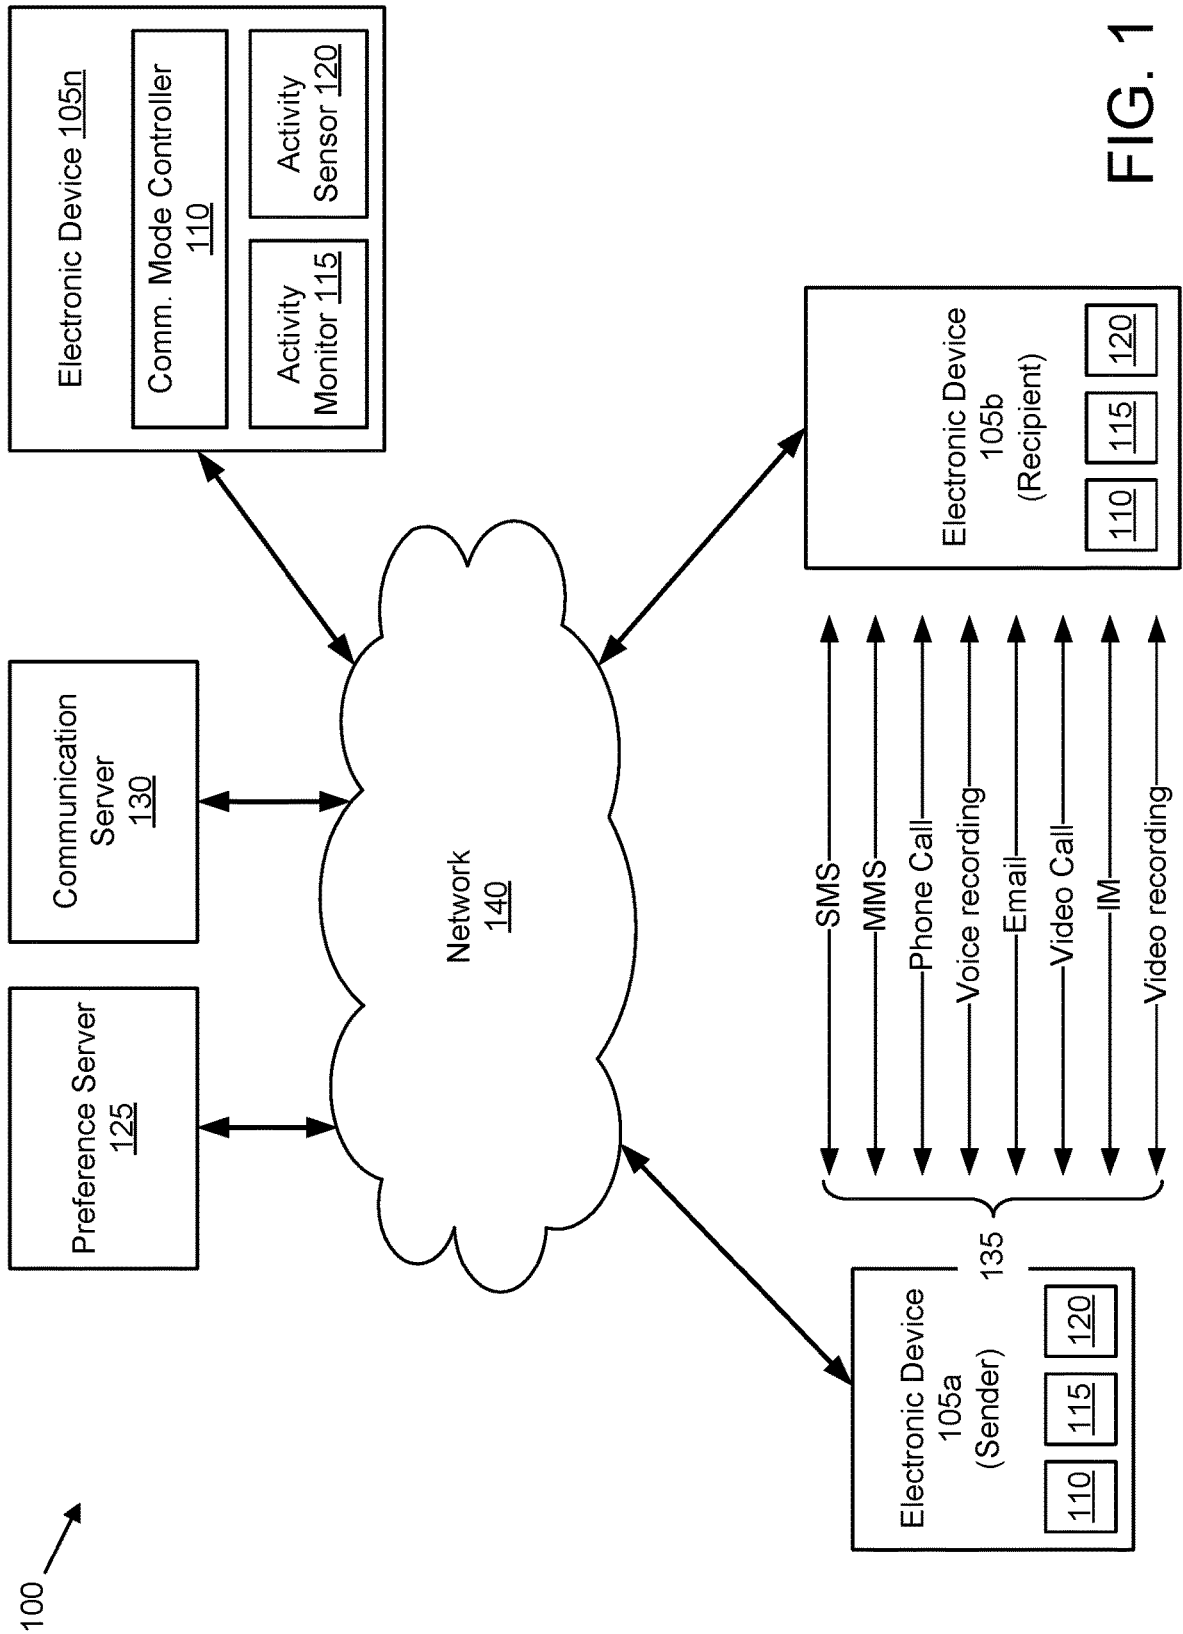 100
Preference Server
125
Communication
Server
130
Electronic Device 105n
Comm. Mode Controller
110
Activity
Monitor 115
Activity
Sensor 120
Network
140
Electronic Device
105a
(Sender)
110
115
120
135
SMS
MMS
Phone Call
Voice recording
Email
Video Call
IM
Video recording
Electronic Device
105b
(Recipient)
110
115
120
FIG. 1